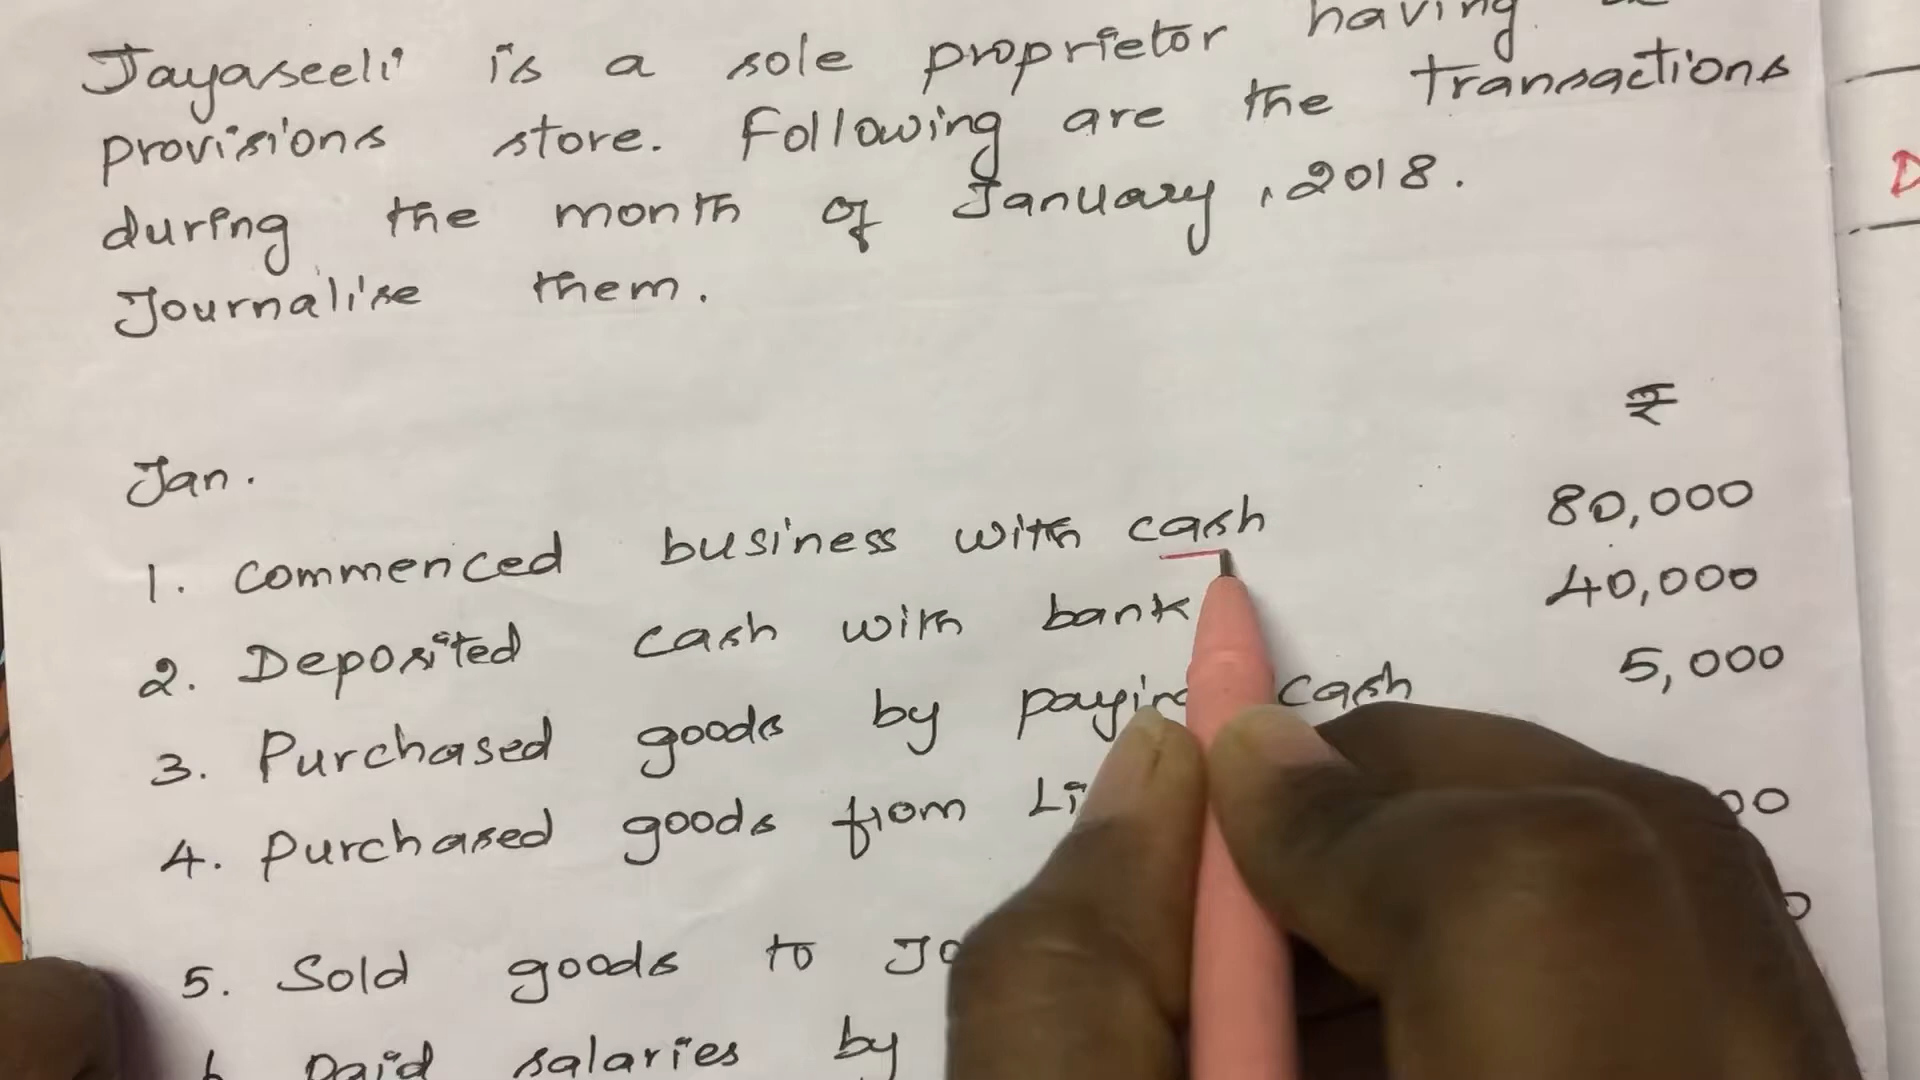 Jayaseeli is a sole proprietor having
provisions store. Following are the transactions
during the month of January, 2018.
Journalise them.
₹
Jan.
1. Commenced business with cash 80,000
2. Deposited cash with bank 40,000
3. Purchased goods by paying cash 5,000
4. Purchased goods from
5. Sold goods to
Paid salaries by